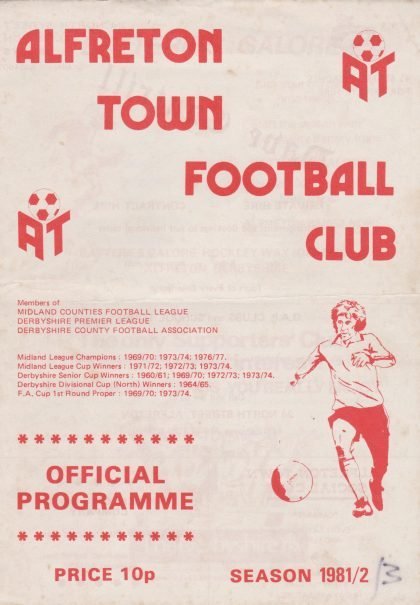 ALFRETON
TOWN
FOOTBALL
CLUB
AT
AT
Members of
MIDLAND COUNTIES FOOTBALL LEAGUE
DERBYSHIRE PREMIER LEAGUE
DERBYSHIRE COUNTY FOOTBALL ASSOCIATION
Midland League Champions : 1969/70; 1973/74; 1976/77.
Midland League Cup Winners : 1971/72; 1972/73; 1973/74.
Derbyshire Senior Cup Winners : 1960/61; 1969/70; 1972/73; 1973/74.
Derbyshire Divisional Cup (North) Winners : 1964/65.
F.A. Cup 1st Round Proper : 1969/70; 1973/74.
* * * * * * * * * * *
OFFICIAL
PROGRAMME
* * * * * * * * * * *
PRICE 10p SEASON 1981/2